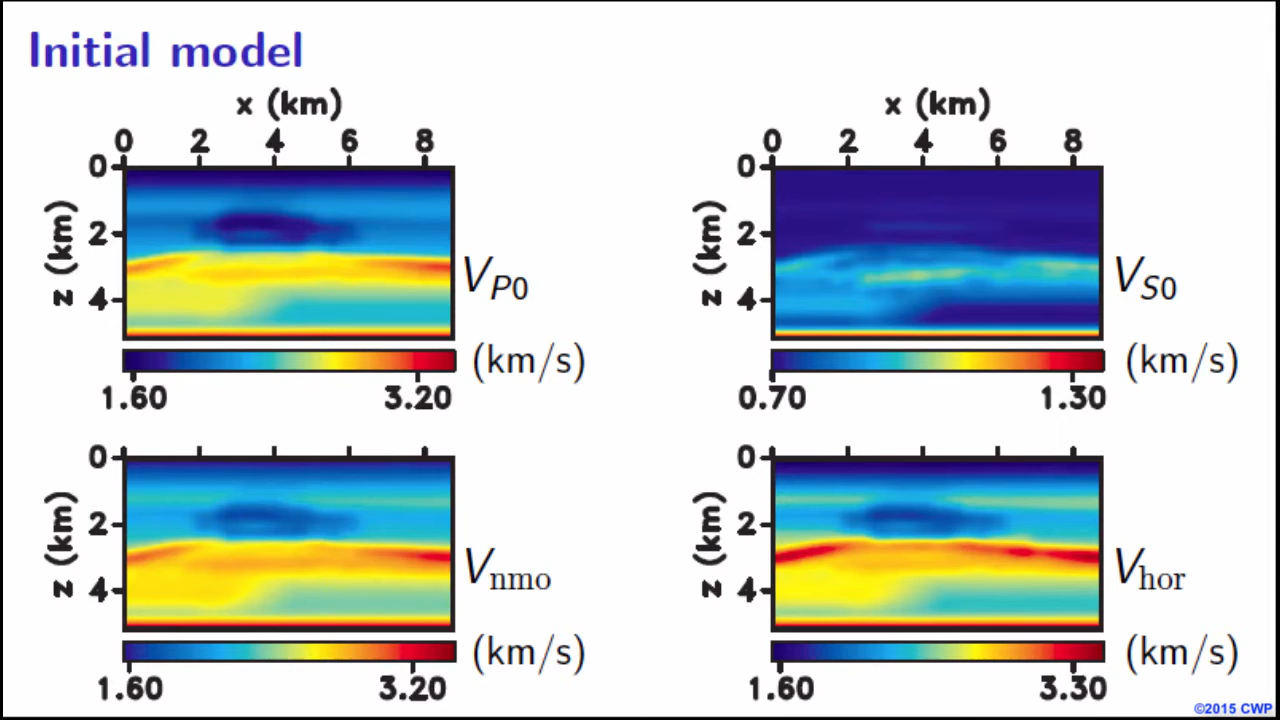 Initial model
x (km)
0 2 4 6 8
0
2
4
z (km)
V_P0
(km/s)
1.60 3.20
x (km)
0 2 4 6 8
0
2
4
z (km)
V_S0
(km/s)
0.70 1.30
0
2
4
z (km)
V_nmo
(km/s)
1.60 3.20
0
2
4
z (km)
V_hor
(km/s)
1.60 3.30
©2015 CWP